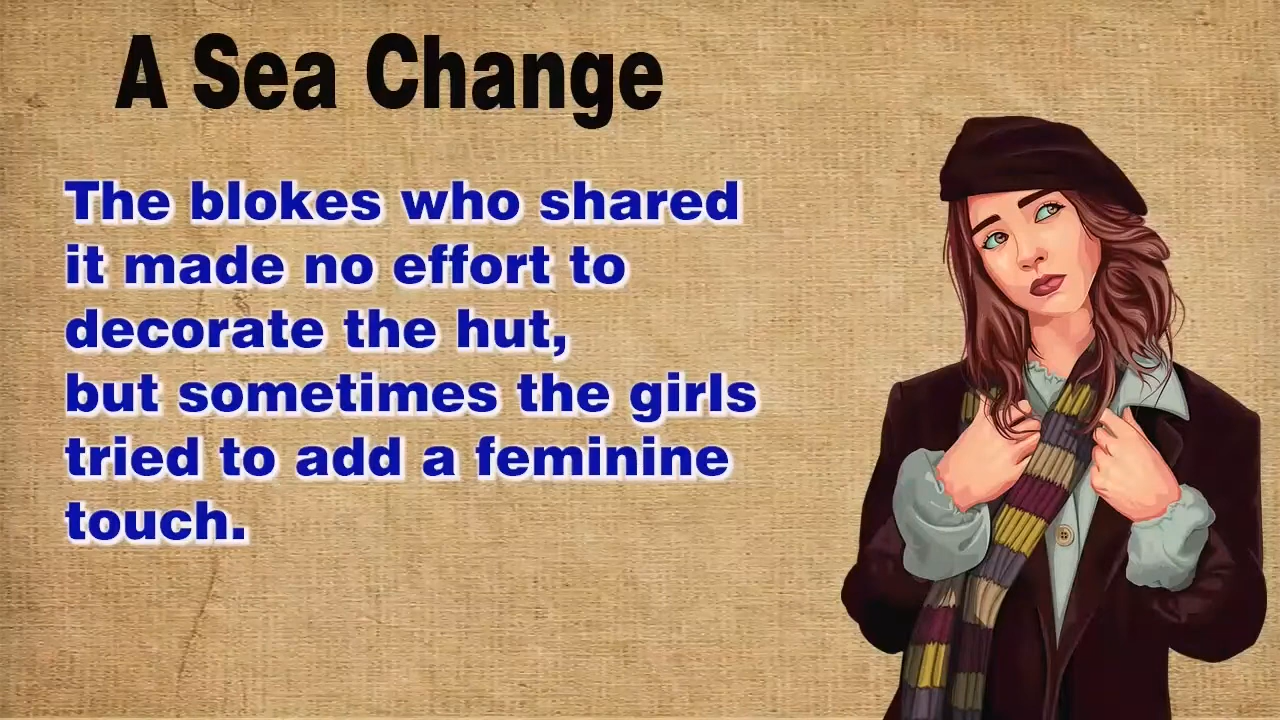 A Sea Change
The blokes who shared
it made no effort to
decorate the hut,
but sometimes the girls
tried to add a feminine
touch.